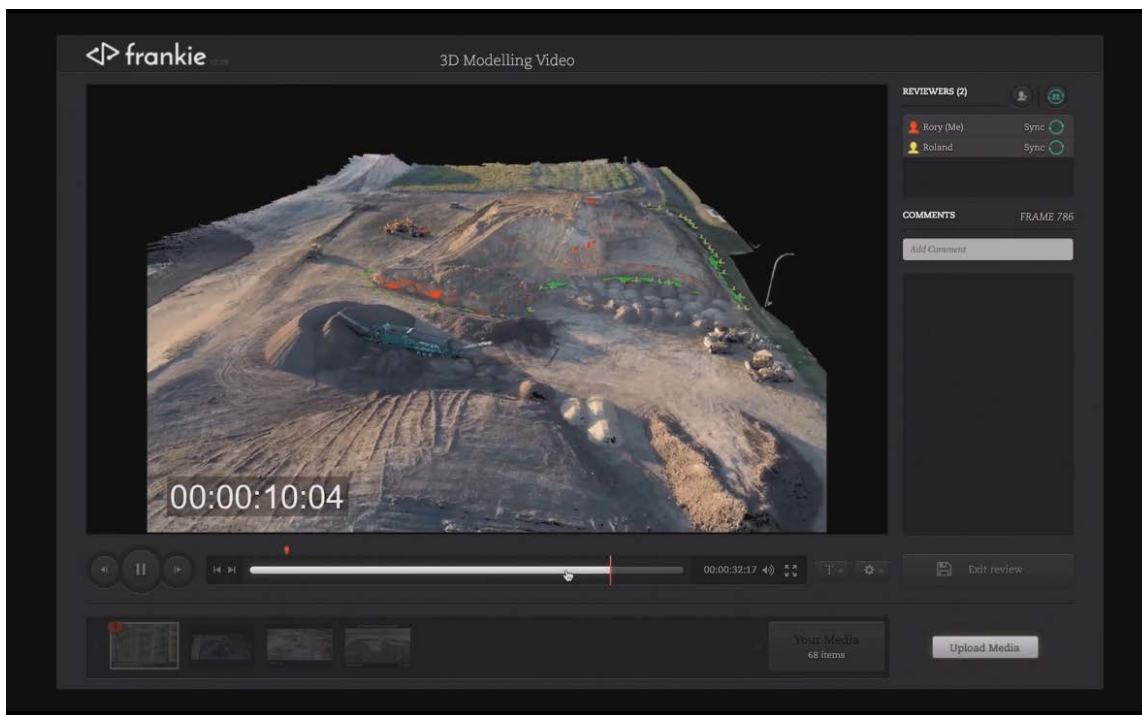 frankie
3D Modelling Video
REVIEWERS (2)
Rory (Me) Sync
Roland Sync
COMMENTS FRAME 786
Add Comment
00:00:10:04
00:00:32:17
T
Exit review
Your Media
68 items
Upload Media